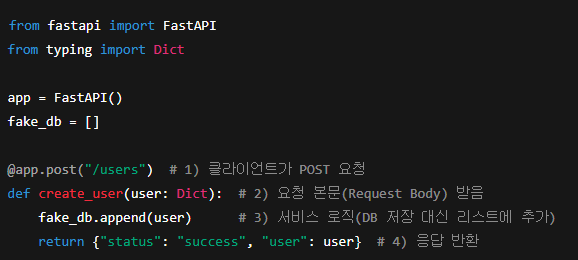 from fastapi import FastAPI
from typing import Dict
app = FastAPI()
fake_db = []
@app.post("/users")  # 1) 클라이언트가 POST 요청
def create_user(user: Dict):  # 2) 요청 본문(Request Body) 받음
    fake_db.append(user)      # 3) 서비스 로직(DB 저장 대신 리스트에 추가)
    return {"status": "success", "user": user}  # 4) 응답 반환